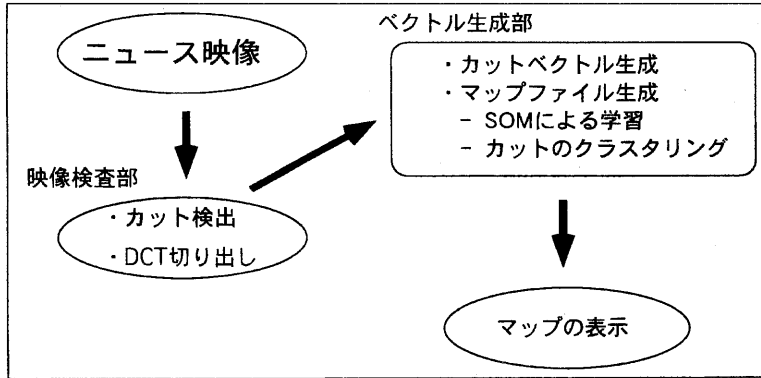 ニュース映像
映像検査部
・カット検出
・DCT切り出し
ベクトル生成部
・カットベクトル生成
・マップファイル生成
− SOMによる学習
− カットのクラスタリング
マップの表示